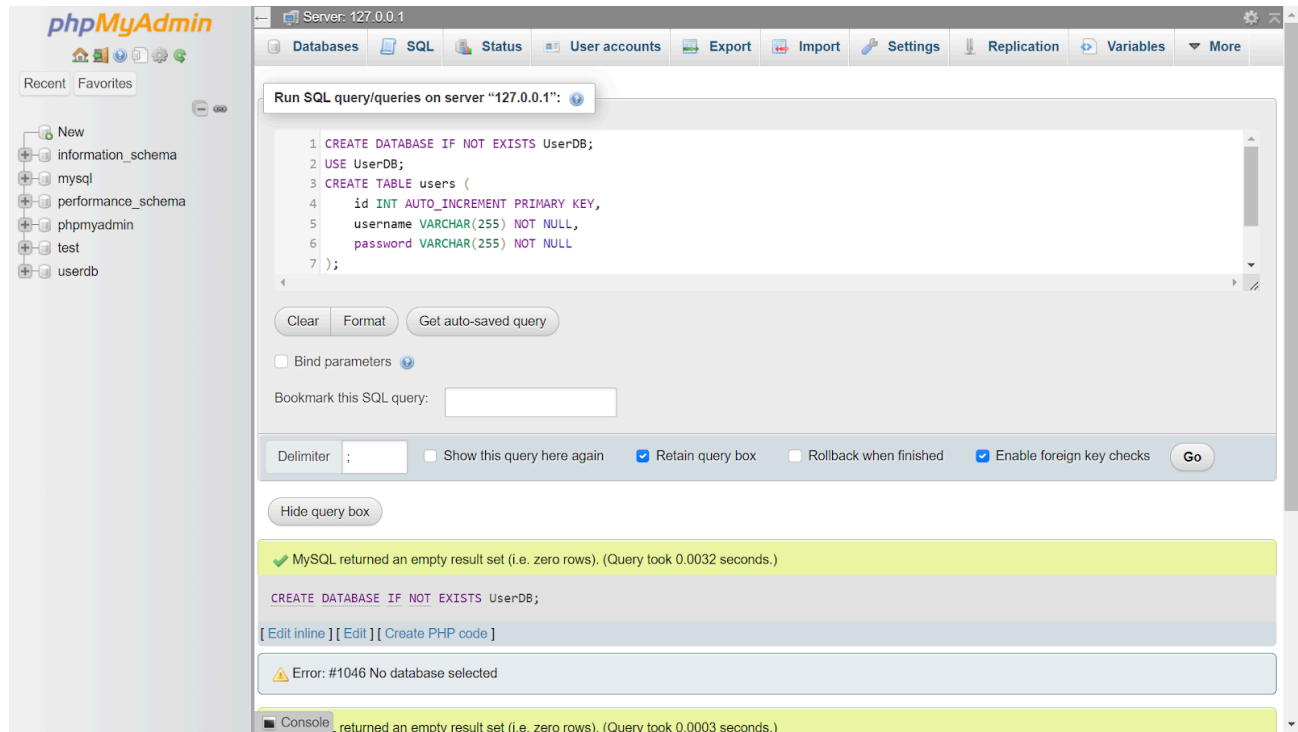 phpMyAdmin
Recent Favorites
New
information_schema
mysql
performance_schema
phpmyadmin
test
userdb
Server: 127.0.0.1
Databases SQL Status User accounts Export Import Settings Replication Variables More
Run SQL query/queries on server “127.0.0.1”:
1 CREATE DATABASE IF NOT EXISTS UserDB;
2 USE UserDB;
3 CREATE TABLE users (
4 id INT AUTO_INCREMENT PRIMARY KEY,
5 username VARCHAR(255) NOT NULL,
6 password VARCHAR(255) NOT NULL
7 );
Clear Format Get auto-saved query
Bind parameters
Bookmark this SQL query:
Delimiter ; Show this query here again Retain query box Rollback when finished Enable foreign key checks Go
Hide query box
MySQL returned an empty result set (i.e. zero rows). (Query took 0.0032 seconds.)
CREATE DATABASE IF NOT EXISTS UserDB;
[ Edit inline ] [ Edit ] [ Create PHP code ]
Error: #1046 No database selected
Console returned an empty result set (i.e. zero rows). (Query took 0.0003 seconds.)